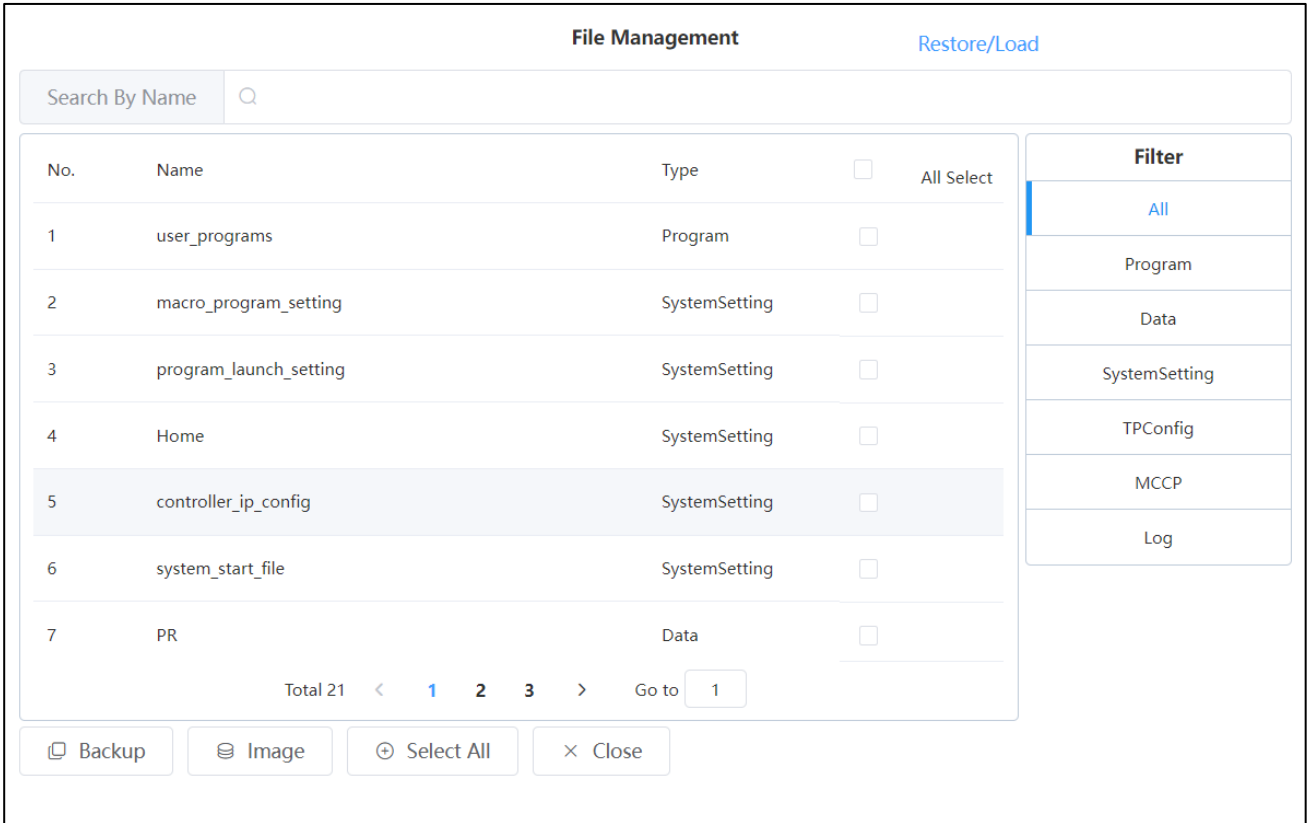 File Management
Restore/Load
Search By Name
No. Name Type All Select
1 user_programs Program
2 macro_program_setting SystemSetting
3 program_launch_setting SystemSetting
4 Home SystemSetting
5 controller_ip_config SystemSetting
6 system_start_file SystemSetting
7 PR Data
Total 21 < 1 2 3 > Go to 1
Filter
All
Program
Data
SystemSetting
TPConfig
MCCP
Log
Backup Image Select All Close